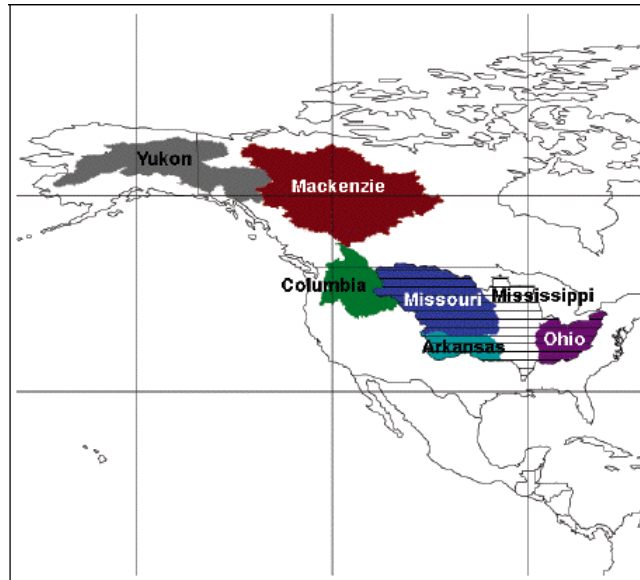 Yukon
Mackenzie
Columbia
Missouri
Mississippi
Arkansas
Ohio